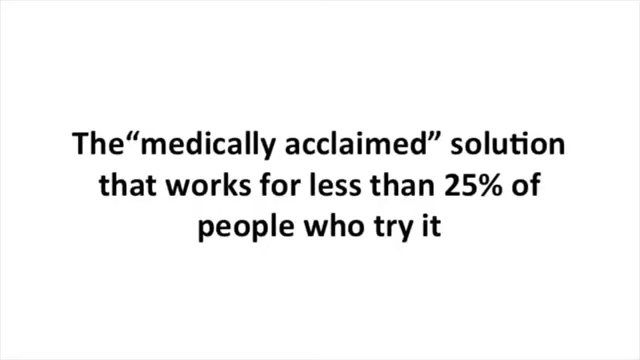 The“medically acclaimed” solution
that works for less than 25% of
people who try it